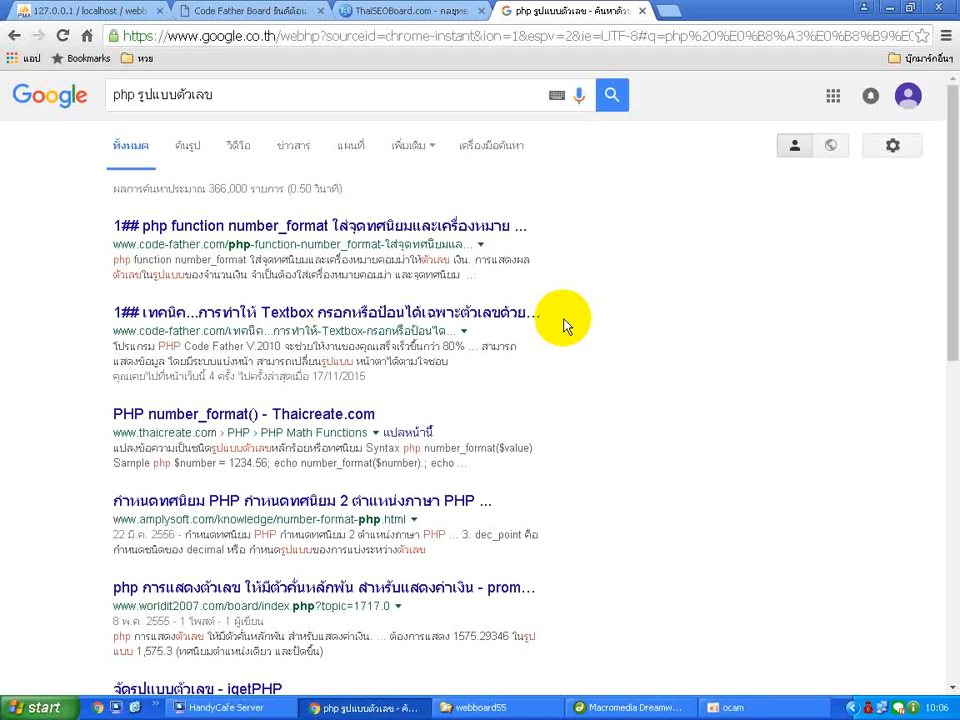 127.0.0.1 / localhost / webb
Code Father Board ยินดีต้อน
ThaiSEOBoard.com - กลยุทธ
php รูปแบบตัวเลข - ค้นหาด้วย
https://www.google.co.th/webhp?sourceid=chrome-instant&ion=1&espv=2&ie=UTF-8#q=php%20%E0%B8%A3%E0%B8%B9%E0
แอป Bookmarks หวย บุ๊กมาร์กอื่นๆ
Google php รูปแบบตัวเลข
ทั้งหมด ค้นรูป วิดีโอ ข่าวสาร แผนที่ เพิ่มเติม เครื่องมือค้นหา
ผลการค้นหาประมาณ 366,000 รายการ (0.50 วินาที)
1## php function number_format ใส่จุดทศนิยมและเครื่องหมาย ...
www.code-father.com/php-function-number_format-ใส่จุดทศนิยมแล...
php function number_format ใส่จุดทศนิยมและเครื่องหมายคอมม่าให้ตัวเลข เงิน. การแสดงผล
ตัวเลขในรูปแบบของจำนวนเงิน จำเป็นต้องใส่เครื่องหมายคอมม่า และจุดทศนิยม ...
1## เทคนิค...การทำให้ Textbox กรอกหรือป้อนได้เฉพาะตัวเลขด้วย...
www.code-father.com/เทคนิค...การทำให้-Textbox-กรอกหรือป้อนได...
โปรแกรม PHP Code Father V.2010 จะช่วยให้งานของคุณเสร็จเร็วขึ้นกว่า 80% ... สามารถ
แสดงข้อมูล โดยมีระบบแบ่งหน้า สามารถเปลี่ยนรูปแบบ หน้าตาได้ตามใจชอบ
คุณเคยไปที่หน้าเว็บนี้ 4 ครั้ง ไปครั้งล่าสุดเมื่อ 17/11/2015
PHP number_format() - Thaicreate.com
www.thaicreate.com › PHP › PHP Math Functions แปลหน้านี้
แปลงข้อความเป็นชนิดรูปแบบตัวเลขหลักร้อยหรือทศนิยม Syntax php number_format($value)
Sample php $number = 1234.56; echo number_format($number).; echo ...
กำหนดทศนิยม PHP กำหนดทศนิยม 2 ตำแหน่งภาษา PHP ...
www.amplysoft.com/knowledge/number-format-php.html
22 มี.ค. 2556 - กำหนดทศนิยม PHP กำหนดทศนิยม 2 ตำแหน่งภาษา PHP ... 3. dec_point คือ
กำหนดชนิดของ decimal หรือ กำหนดรูปแบบของการแบ่งระหว่างตัวเลข
php การแสดงตัวเลข ให้มีตัวคั่นหลักพัน สำหรับแสดงค่าเงิน - prom...
www.worldit2007.com/board/index.php?topic=1717.0
8 พ.ค. 2555 - 1 โพสต์ - 1 ผู้เขียน
php การแสดงตัวเลข ให้มีตัวคั่นหลักพัน สำหรับแสดงค่าเงิน. ... ต้องการแสดง 1575.29346 ในรูป
แบบ 1,575.3 (ทศนิยมตำแหน่งเดียว และปัดขึ้น)
จัดรูปแบบตัวเลข - igetPHP
start HandyCafe Server php รูปแบบตัวเลข - ค้... webboard55 Macromedia Dreamw... ocam 10:06